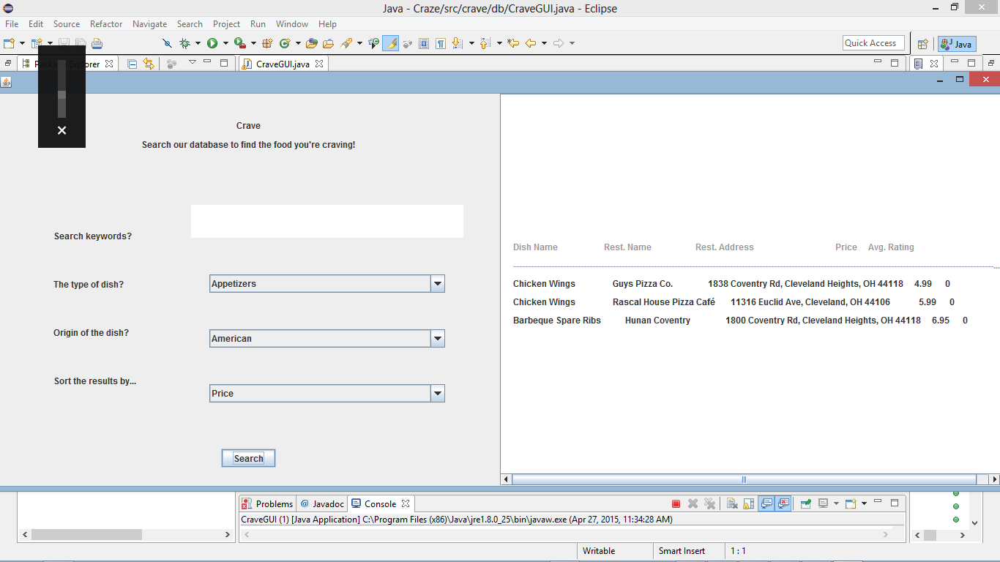 Java - Craze/src/crave/db/CraveGUI.java - Eclipse
File Edit Source Refactor Navigate Search Project Run Window Help
Quick Access Java
Explorer CraveGUI.java
Crave
Search our database to find the food you're craving!
Search keywords?
The type of dish? Appetizers
Origin of the dish? American
Sort the results by... Price
Search
Dish Name Rest. Name Rest. Address Price Avg. Rating
Chicken Wings Guys Pizza Co. 1838 Coventry Rd, Cleveland Heights, OH 44118 4.99 0
Chicken Wings Rascal House Pizza Café 11316 Euclid Ave, Cleveland, OH 44106 5.99 0
Barbeque Spare Ribs Hunan Coventry 1800 Coventry Rd, Cleveland Heights, OH 44118 6.95 0
Problems @ Javadoc Console
CraveGUI (1) [Java Application] C:\Program Files (x86)\Java\jre1.8.0_25\bin\javaw.exe (Apr 27, 2015, 11:34:28 AM)
Writable Smart Insert 1 : 1